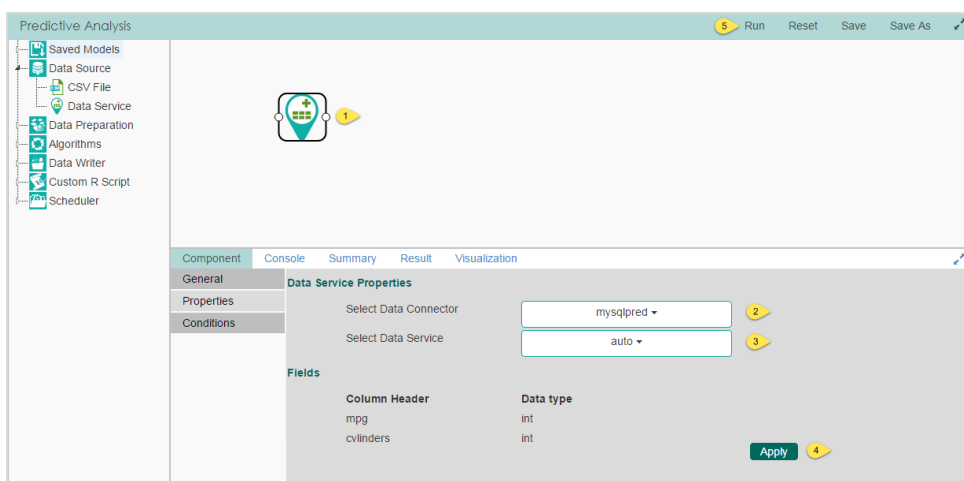 Predictive Analysis
5 Run Reset Save Save As
Saved Models
Data Source
CSV File
Data Service
Data Preparation
Algorithms
Data Writer
Custom R Script
Scheduler
1
Component Console Summary Result Visualization
General
Properties
Conditions
Data Service Properties
Select Data Connector mysqlpred 2
Select Data Service auto 3
Fields
Column Header Data type
mpg int
cylinders int
Apply 4